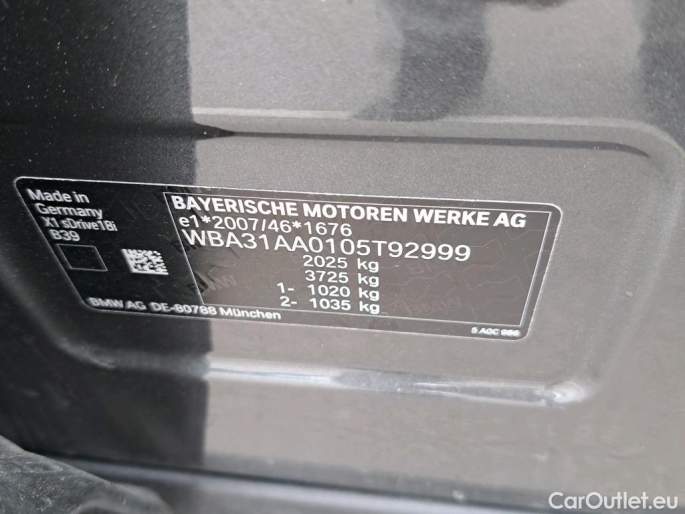 Made in
Germany
X1 sDrive18i
B39
BAYERISCHE MOTOREN WERKE AG
e1*2007/46*1676
WBA31AA0105T92999
2025 kg
3725 kg
1- 1020 kg
2- 1035 kg
BMW AG DE-80788 München
CarOutlet.eu